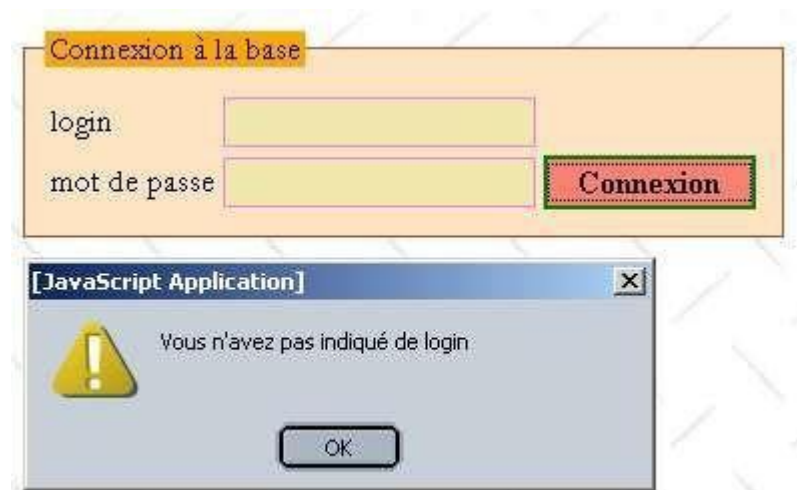 Connexion à la base
login
mot de passe
Connexion
[JavaScript Application]
Vous n'avez pas indiqué de login
OK